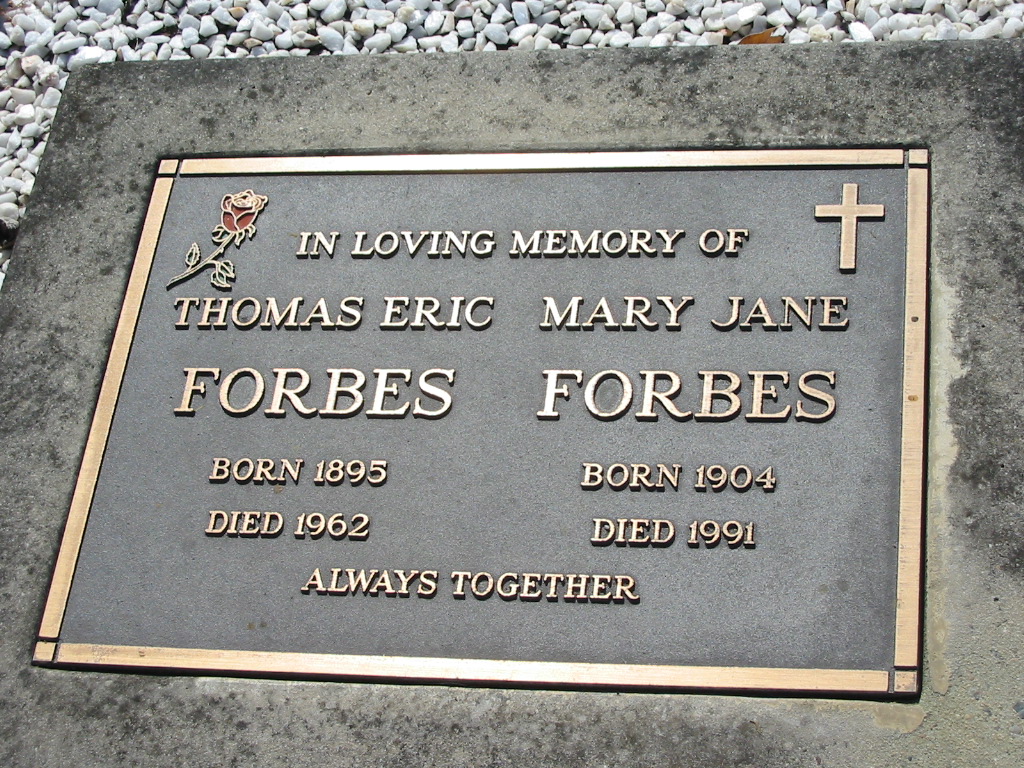 IN LOVING MEMORY OF
THOMAS ERIC MARY JANE
FORBES FORBES
BORN 1895 BORN 1904
DIED 1962 DIED 1991
ALWAYS TOGETHER